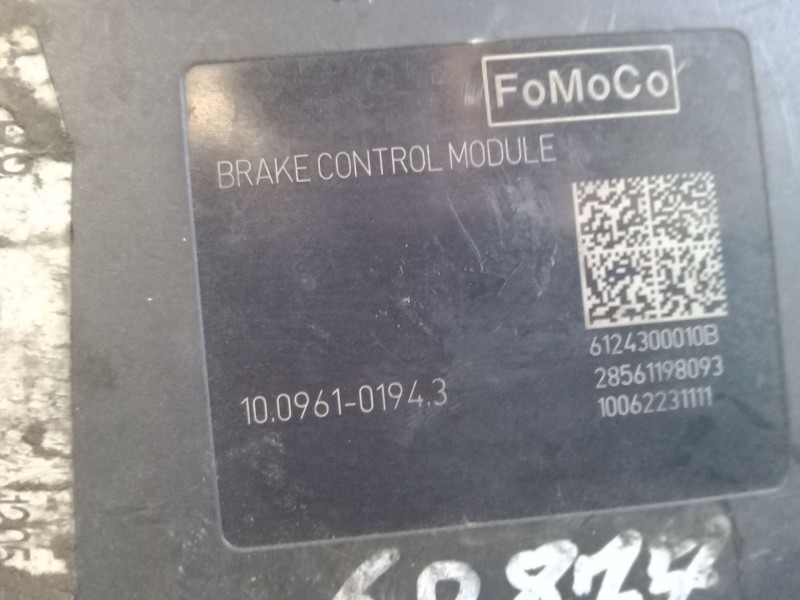 FoMoCo
BRAKE CONTROL MODULE
6124300010B
28561198093
10.0961-0194.3
10062231111